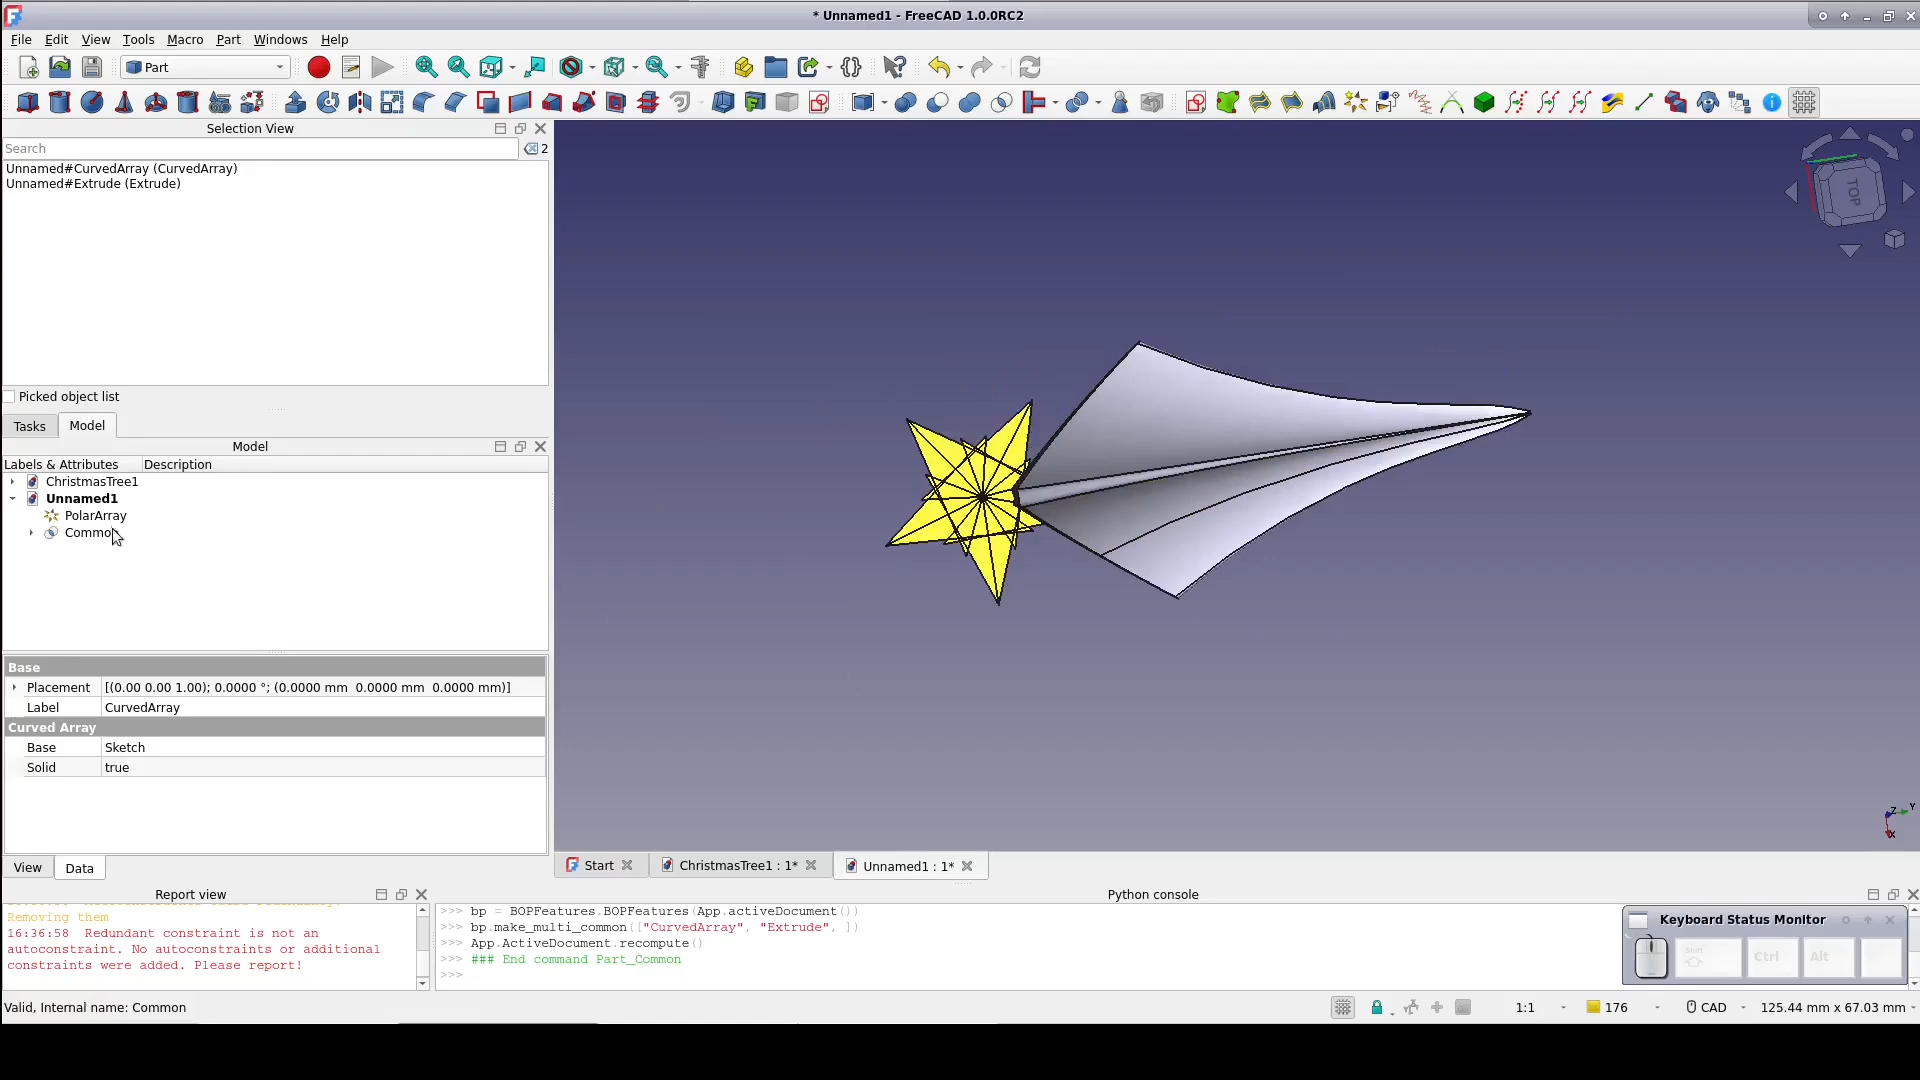 * Unnamed1 - FreeCAD 1.0.0RC2
File Edit View Tools Macro Part Windows Help
Part
Selection View
Search
2
Unnamed#CurvedArray (CurvedArray)
Unnamed#Extrude (Extrude)
Picked object list
Tasks Model
Model
Labels & Attributes Description
ChristmasTree1
Unnamed1
PolarArray
Common
Base
Placement [(0.00 0.00 1.00); 0.0000 °; (0.0000 mm 0.0000 mm 0.0000 mm)]
Label CurvedArray
Curved Array
Base Sketch
Solid true
View Data
TOP
Z Y
X
Start ChristmasTree1 : 1* Unnamed1 : 1*
Report view
Removing them
16:36:58 Redundant constraint is not an
autoconstraint. No autoconstraints or additional
constraints were added. Please report!
Python console
>>> bp = BOPFeatures.BOPFeatures(App.activeDocument())
>>> bp.make_multi_common(["CurvedArray", "Extrude", ])
>>> App.ActiveDocument.recompute()
>>> ### End command Part_Common
>>>
Keyboard Status Monitor
Shift Ctrl Alt
Valid, Internal name: Common
1:1 176 CAD 125.44 mm x 67.03 mm